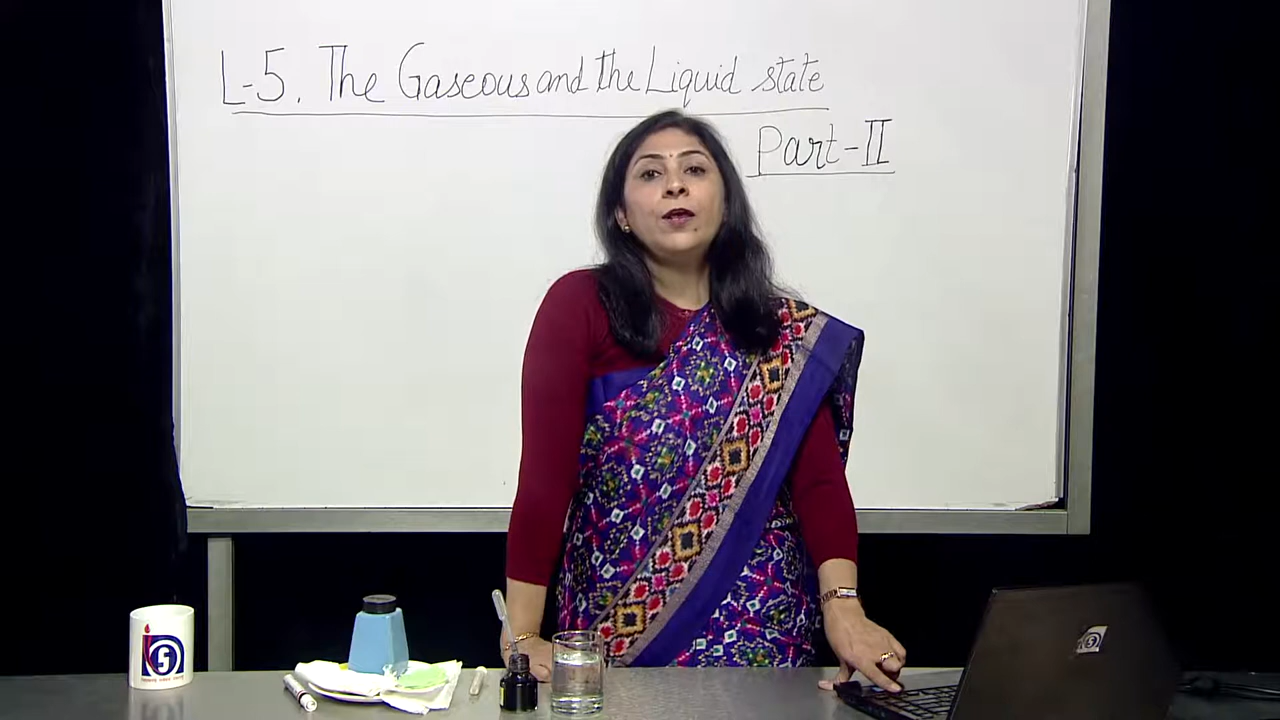 L-5. The Gaseous and the Liquid state
Part-II